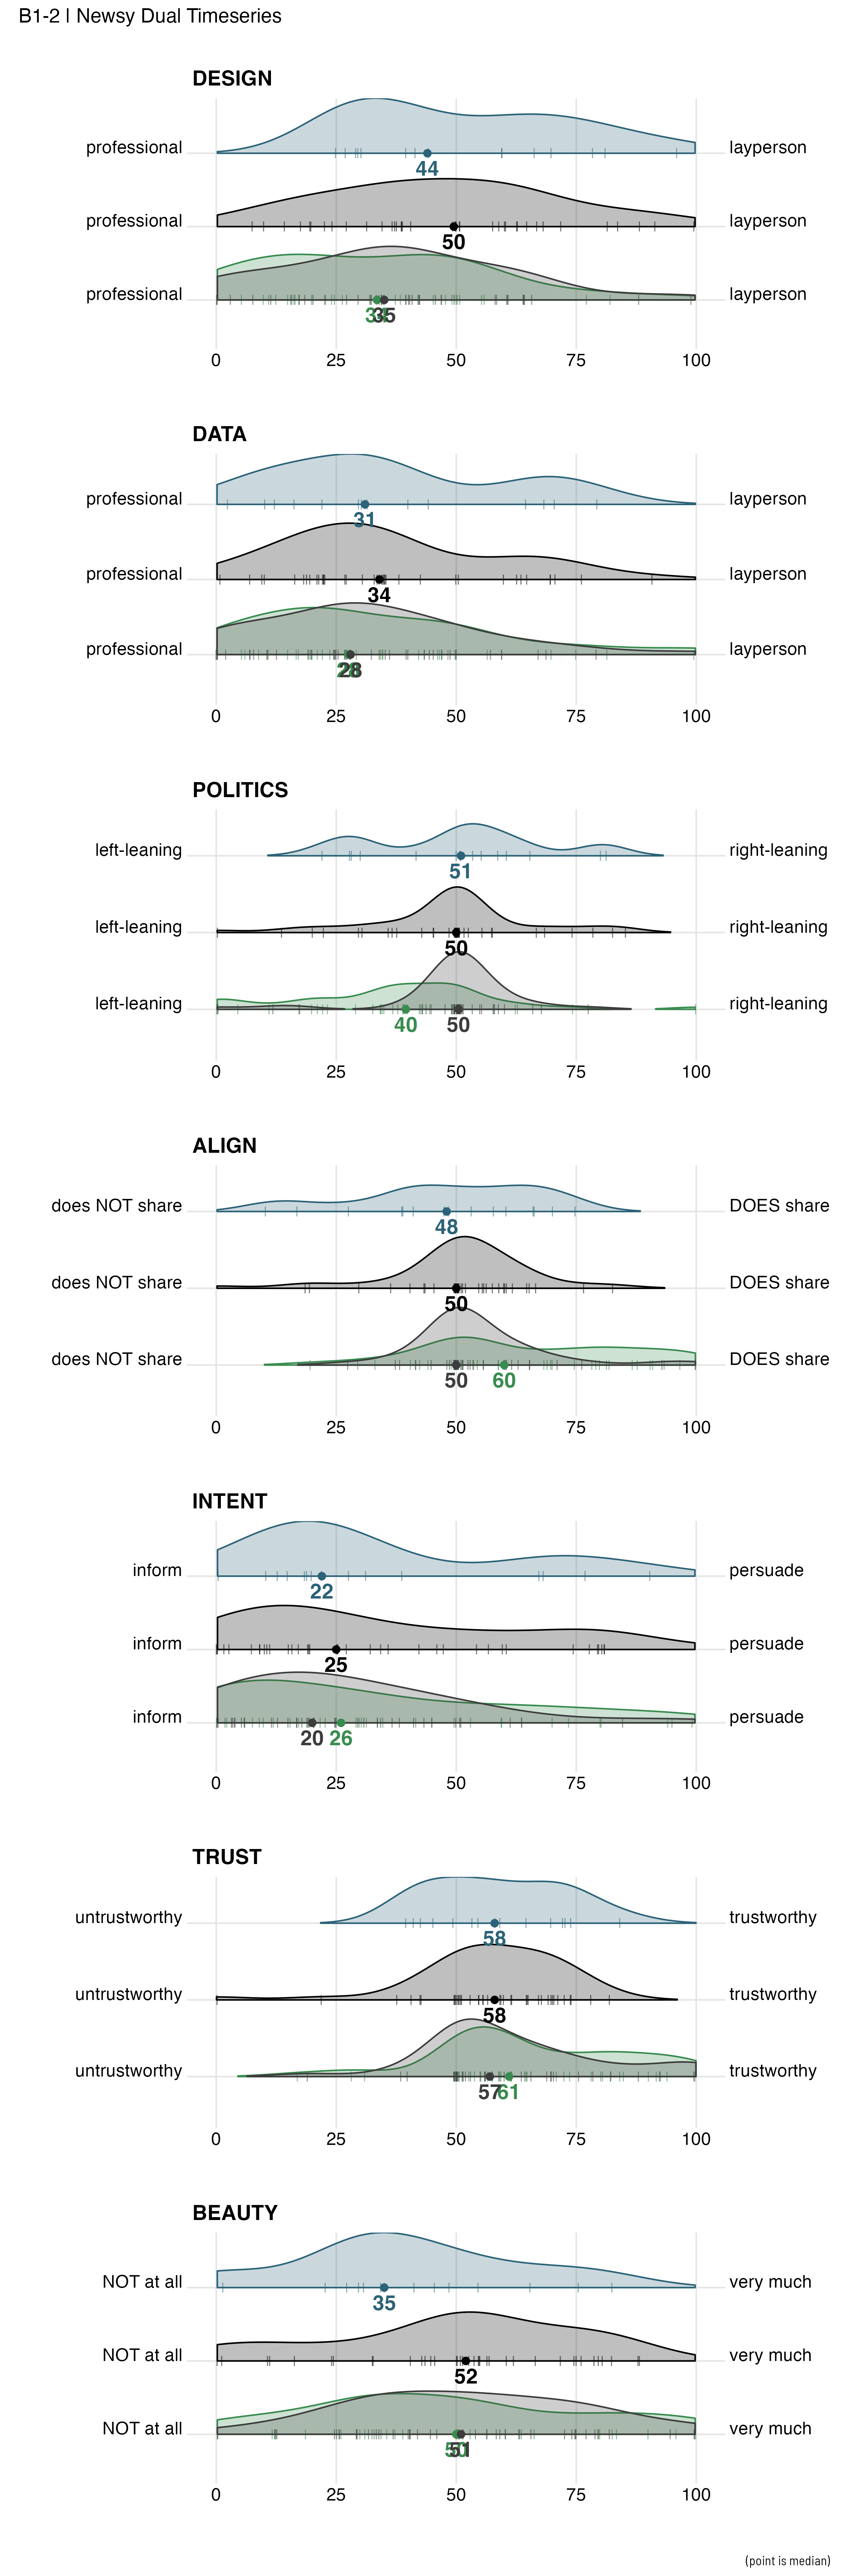 B1-2 | Newsy Dual Timeseries
DESIGN
professional layperson
44
professional layperson
50
professional layperson
35
0 25 50 75 100
DATA
professional layperson
31
professional layperson
34
professional layperson
28
0 25 50 75 100
POLITICS
left-leaning right-leaning
51
left-leaning right-leaning
50
left-leaning right-leaning
40 50
0 25 50 75 100
ALIGN
does NOT share DOES share
48
does NOT share DOES share
50
does NOT share DOES share
50 60
0 25 50 75 100
INTENT
inform persuade
22
inform persuade
25
inform persuade
20 26
0 25 50 75 100
TRUST
untrustworthy trustworthy
58
untrustworthy trustworthy
58
untrustworthy trustworthy
57 61
0 25 50 75 100
BEAUTY
NOT at all very much
35
NOT at all very much
52
NOT at all very much
51
0 25 50 75 100
(point is median)